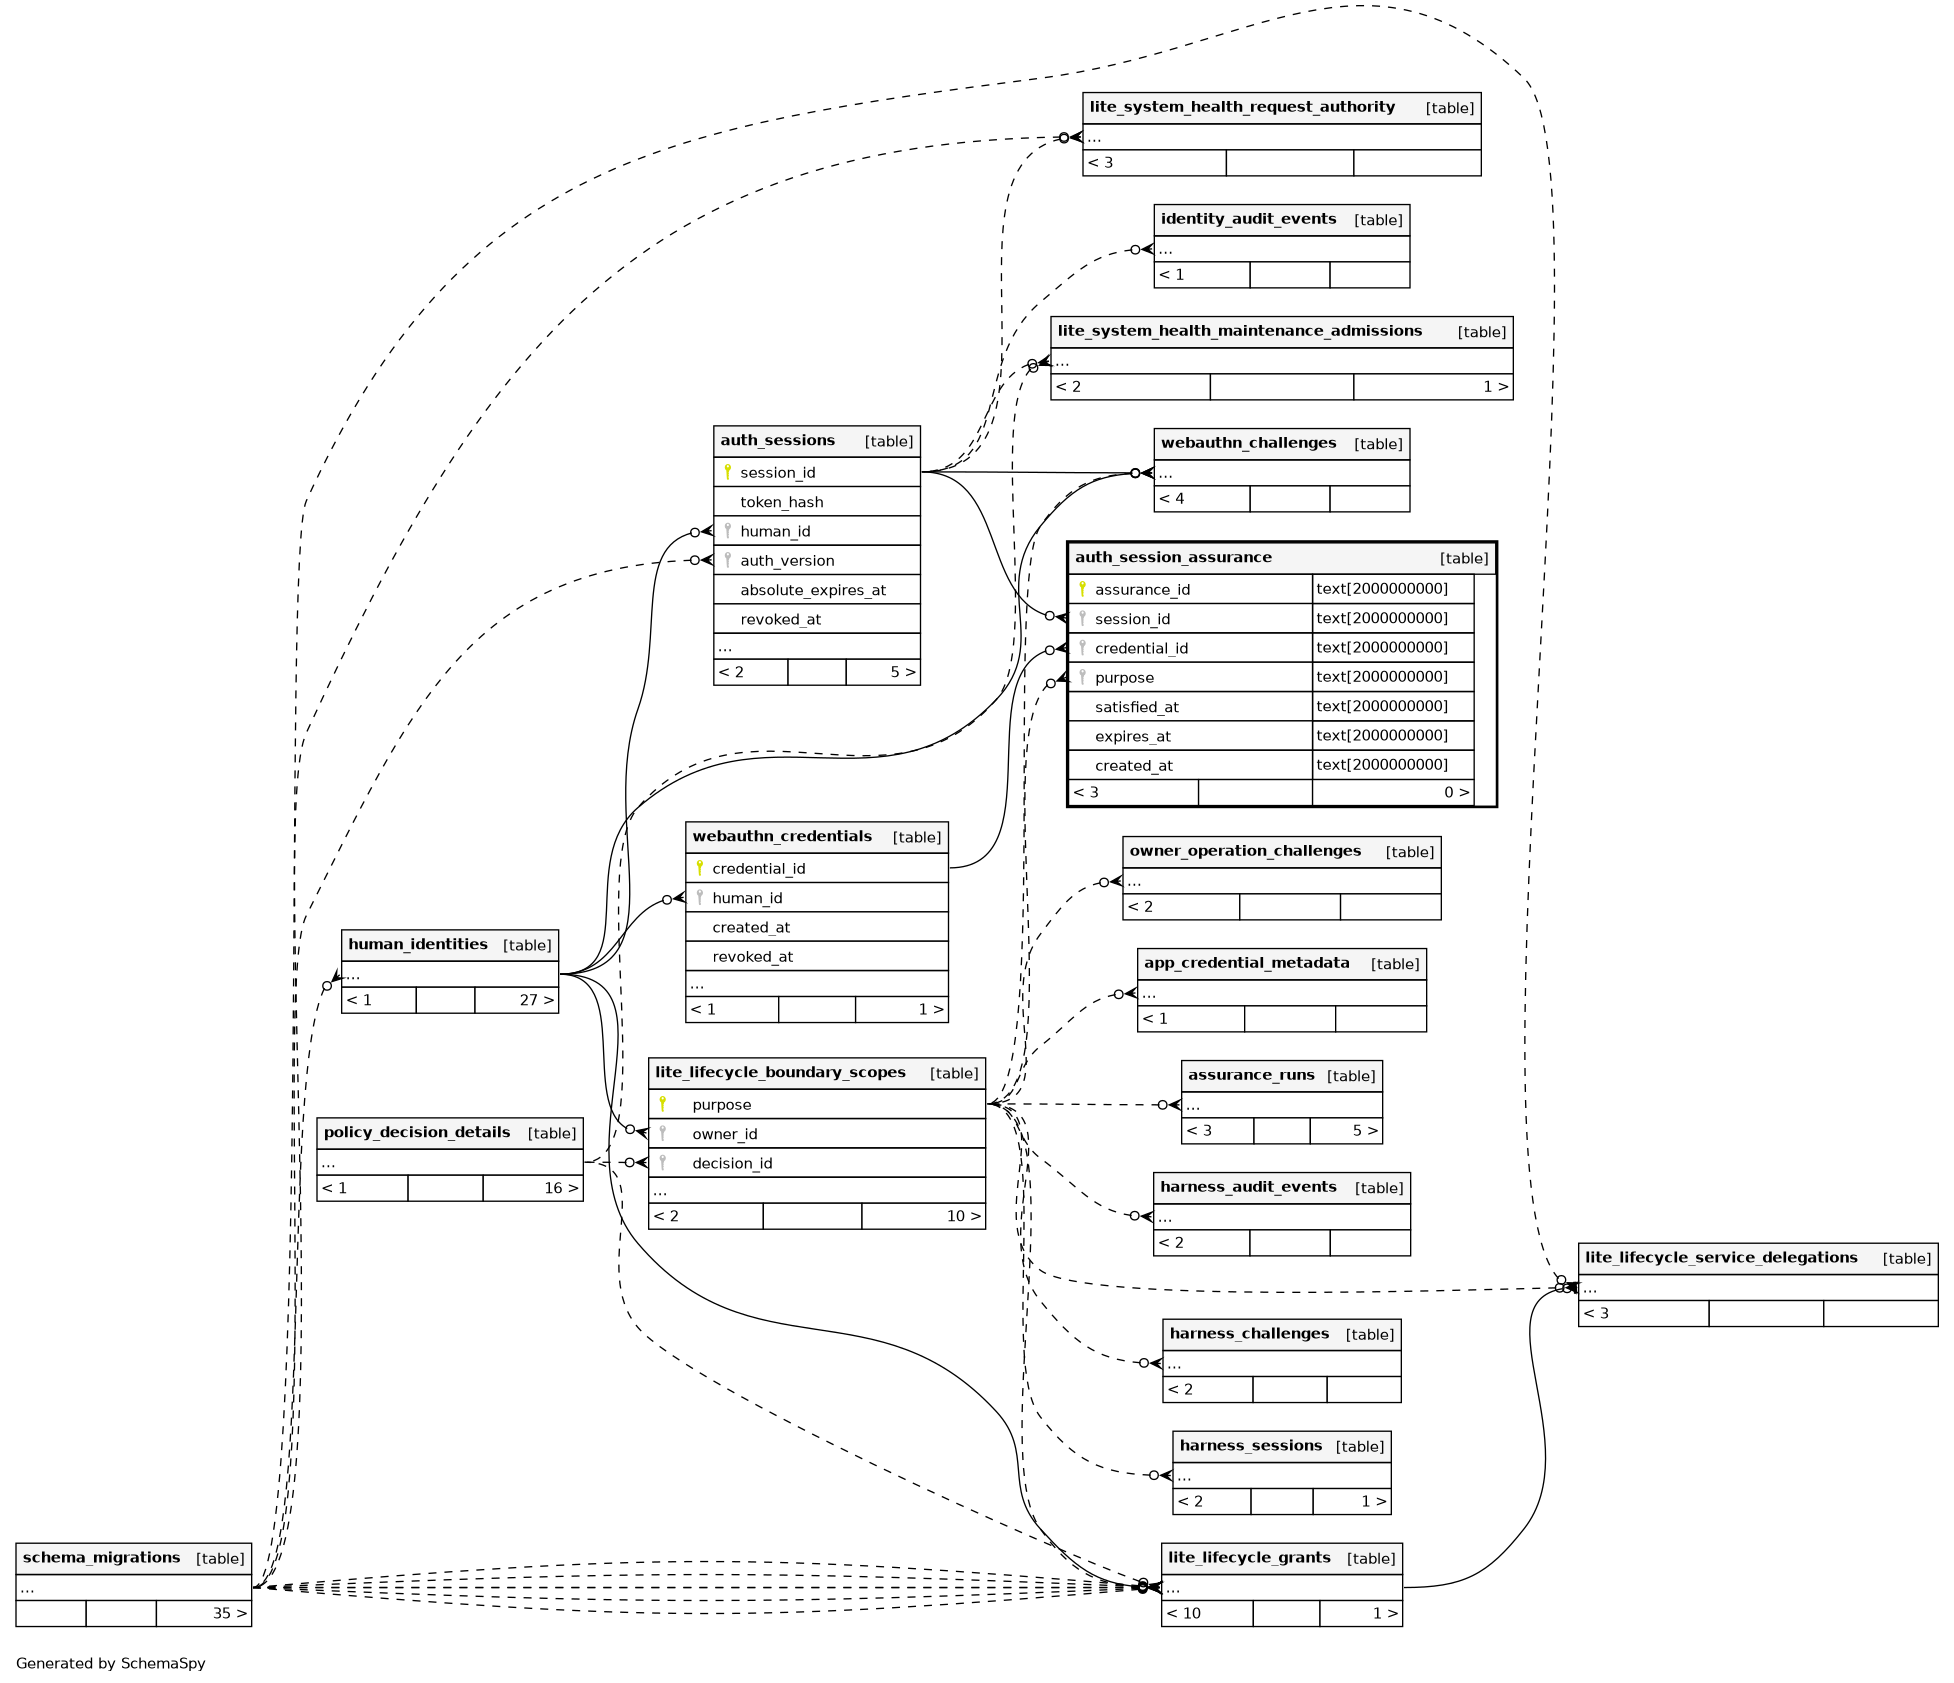 lite_system_health_request_authority [table]
...
< 3
identity_audit_events [table]
...
< 1
lite_system_health_maintenance_admissions [table]
...
< 2 1 >
auth_sessions [table]
session_id
token_hash
human_id
auth_version
absolute_expires_at
revoked_at
...
< 2 5 >
webauthn_challenges [table]
...
< 4
auth_session_assurance [table]
assurance_id text[2000000000]
session_id text[2000000000]
credential_id text[2000000000]
purpose text[2000000000]
satisfied_at text[2000000000]
expires_at text[2000000000]
created_at text[2000000000]
< 3 0 >
webauthn_credentials [table]
credential_id
human_id
created_at
revoked_at
...
< 1 1 >
owner_operation_challenges [table]
...
< 2
human_identities [table]
...
< 1 27 >
app_credential_metadata [table]
...
< 1
lite_lifecycle_boundary_scopes [table]
purpose
owner_id
decision_id
...
< 2 10 >
assurance_runs [table]
...
< 3 5 >
policy_decision_details [table]
...
< 1 16 >
harness_audit_events [table]
...
< 2
lite_lifecycle_service_delegations [table]
...
< 3
harness_challenges [table]
...
< 2
harness_sessions [table]
...
< 2 1 >
schema_migrations [table]
...
35 >
lite_lifecycle_grants [table]
...
< 10 1 >
Generated by SchemaSpy